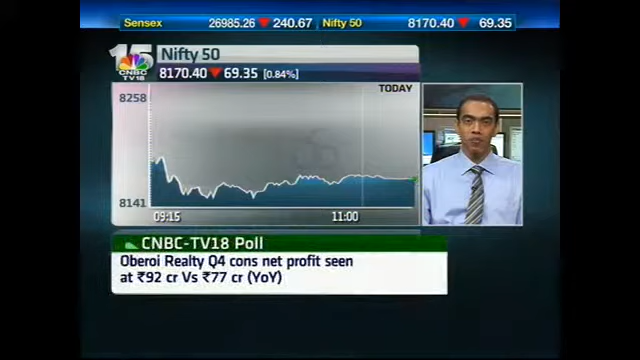 Sensex 26985.26 240.67 Nifty 50 8170.40 69.35
15
CNBC
TV18
Nifty 50
8170.40 69.35 [0.84%]
TODAY
8258
8141
09:15 11:00
CNBC-TV18 Poll
Oberoi Realty Q4 cons net profit seen
at ₹92 cr Vs ₹77 cr (YoY)